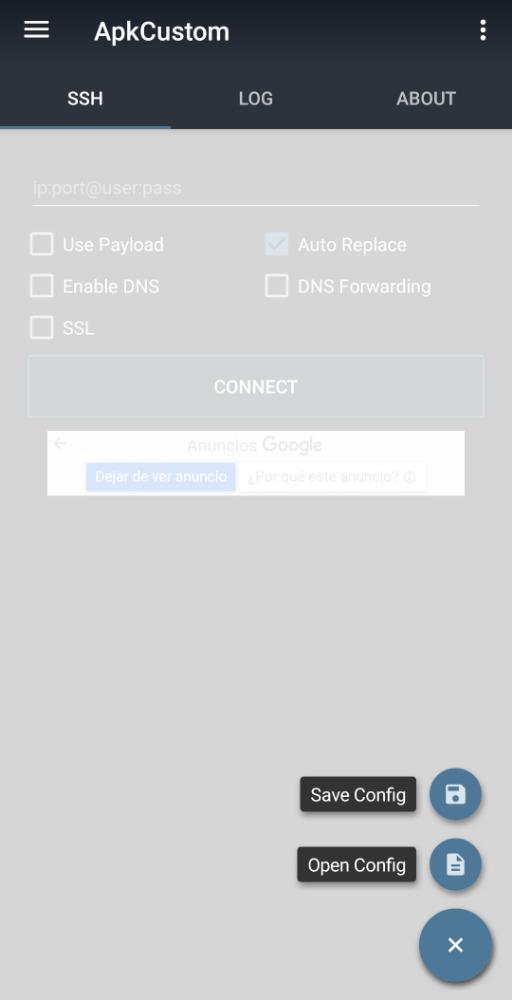 ApkCustom
SSH LOG ABOUT
ip:port@user:pass
Use Payload Auto Replace
Enable DNS DNS Forwarding
SSL
CONNECT
Anuncios Google
Dejar de ver anuncio ¿Por qué este anuncio?
Save Config
Open Config